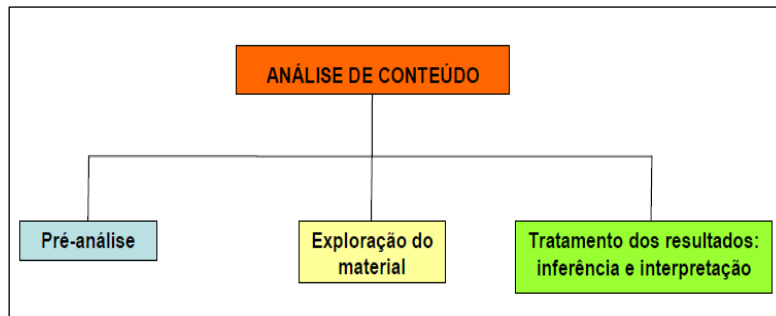 ANÁLISE DE CONTEÚDO
Pré-análise
Exploração do
material
Tratamento dos resultados:
inferência e interpretação